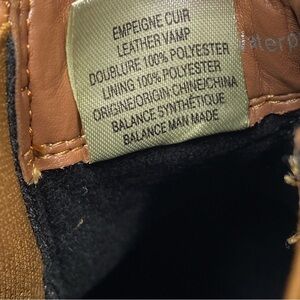 EMPEIGNE CUIR
LEATHER VAMP
DOUBLURE 100% POLYESTER
LINING 100% POLYESTER
ORIGINE/ORIGIN CHINE/CHINA
BALANCE SYNTHÉTIQUE
BALANCE MAN MADE